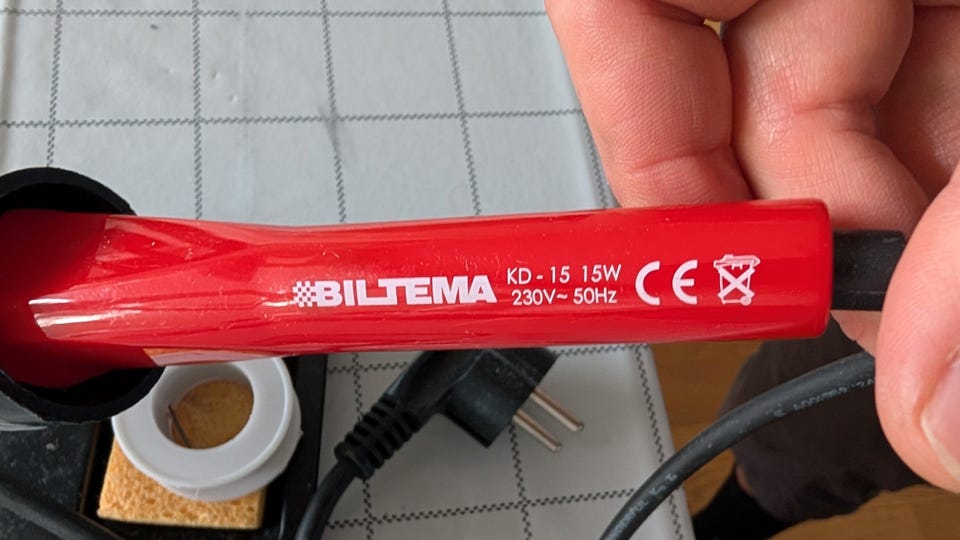 BILTEMA
KD - 15 15W
230V~ 50Hz
CE